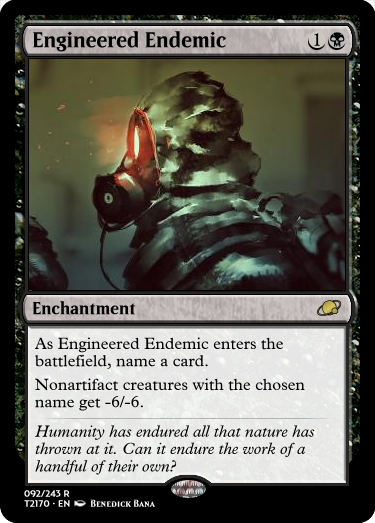 Engineered Endemic 1
Enchantment
As Engineered Endemic enters the
battlefield, name a card.
Nonartifact creatures with the chosen
name get -6/-6.
Humanity has endured all that nature has
thrown at it. Can it endure the work of a
handful of their own?
092/243 R
T2170 • EN Benedick Bana